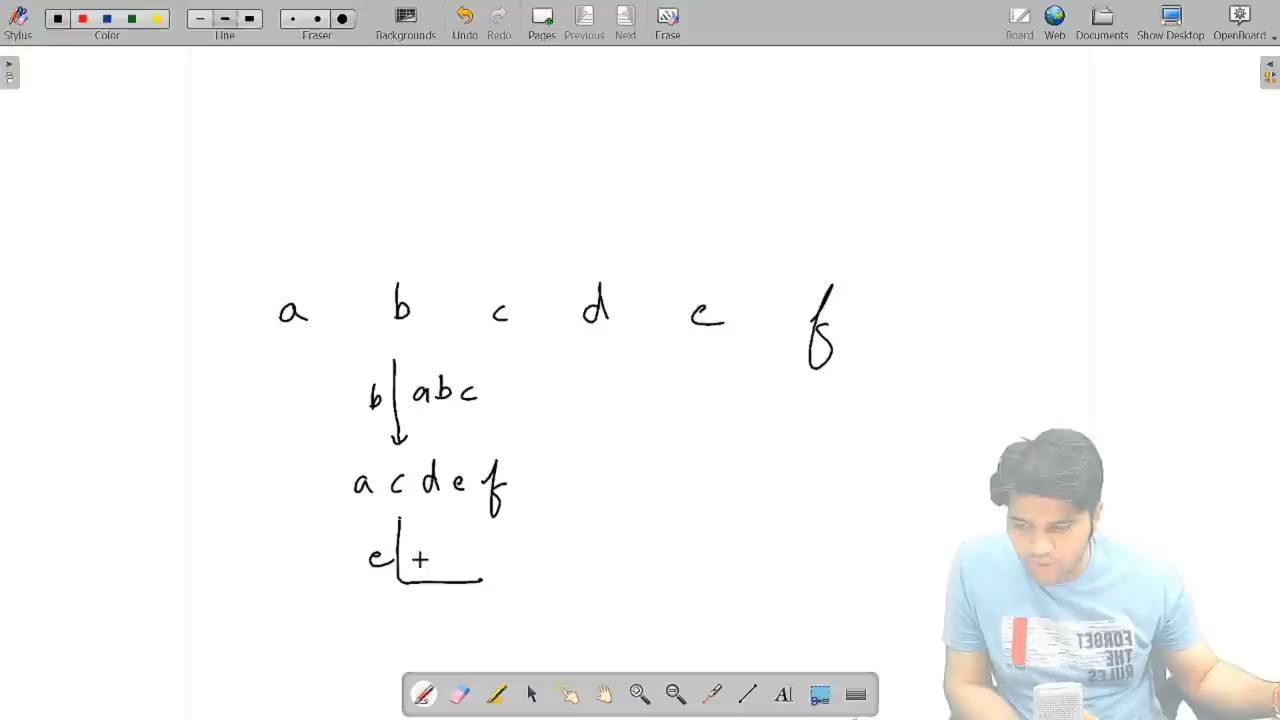 Stylus Color Line Eraser Backgrounds Undo Redo Pages Previous Next Erase Board Web Documents Show Desktop OpenBoard
a b c d e f
b abc
a c d e f
e +
FORGET
THE
RULES